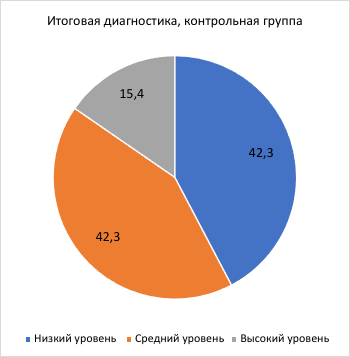 Итоговая диагностика, контрольная группа
15,4
42,3
42,3
Низкий уровень Средний уровень Высокий уровень